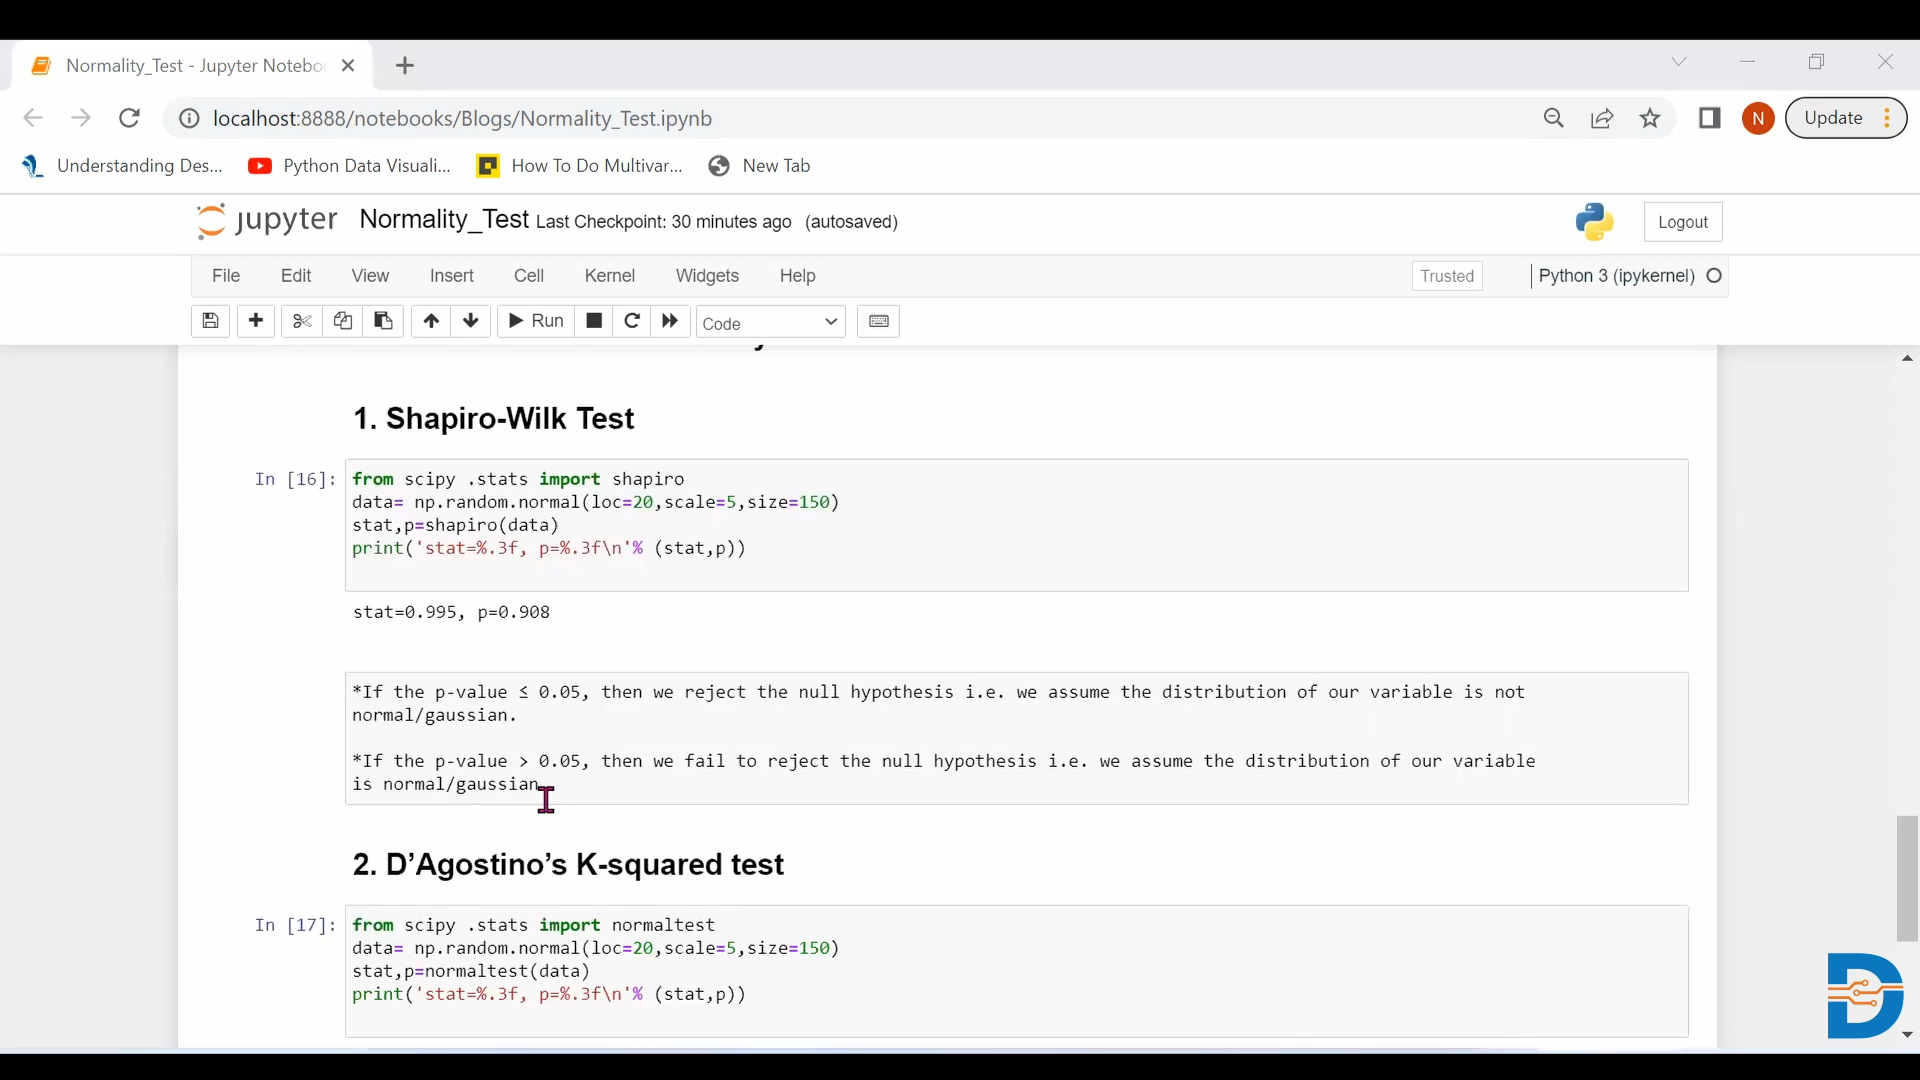 Normality_Test - Jupyter Notebo
localhost:8888/notebooks/Blogs/Normality_Test.ipynb
N
Update
Understanding Des...
Python Data Visuali...
How To Do Multivar...
New Tab
jupyter
Normality_Test Last Checkpoint: 30 minutes ago (autosaved)
Logout
File Edit View Insert Cell Kernel Widgets Help
Trusted
Python 3 (ipykernel)
Run
Code
1. Shapiro-Wilk Test
In [16]:
from scipy .stats import shapiro
data= np.random.normal(loc=20,scale=5,size=150)
stat,p=shapiro(data)
print('stat=%.3f, p=%.3f\n'% (stat,p))
stat=0.995, p=0.908
*If the p-value ≤ 0.05, then we reject the null hypothesis i.e. we assume the distribution of our variable is not
normal/gaussian.
*If the p-value > 0.05, then we fail to reject the null hypothesis i.e. we assume the distribution of our variable
is normal/gaussian.
2. D’Agostino’s K-squared test
In [17]:
from scipy .stats import normaltest
data= np.random.normal(loc=20,scale=5,size=150)
stat,p=normaltest(data)
print('stat=%.3f, p=%.3f\n'% (stat,p))
D